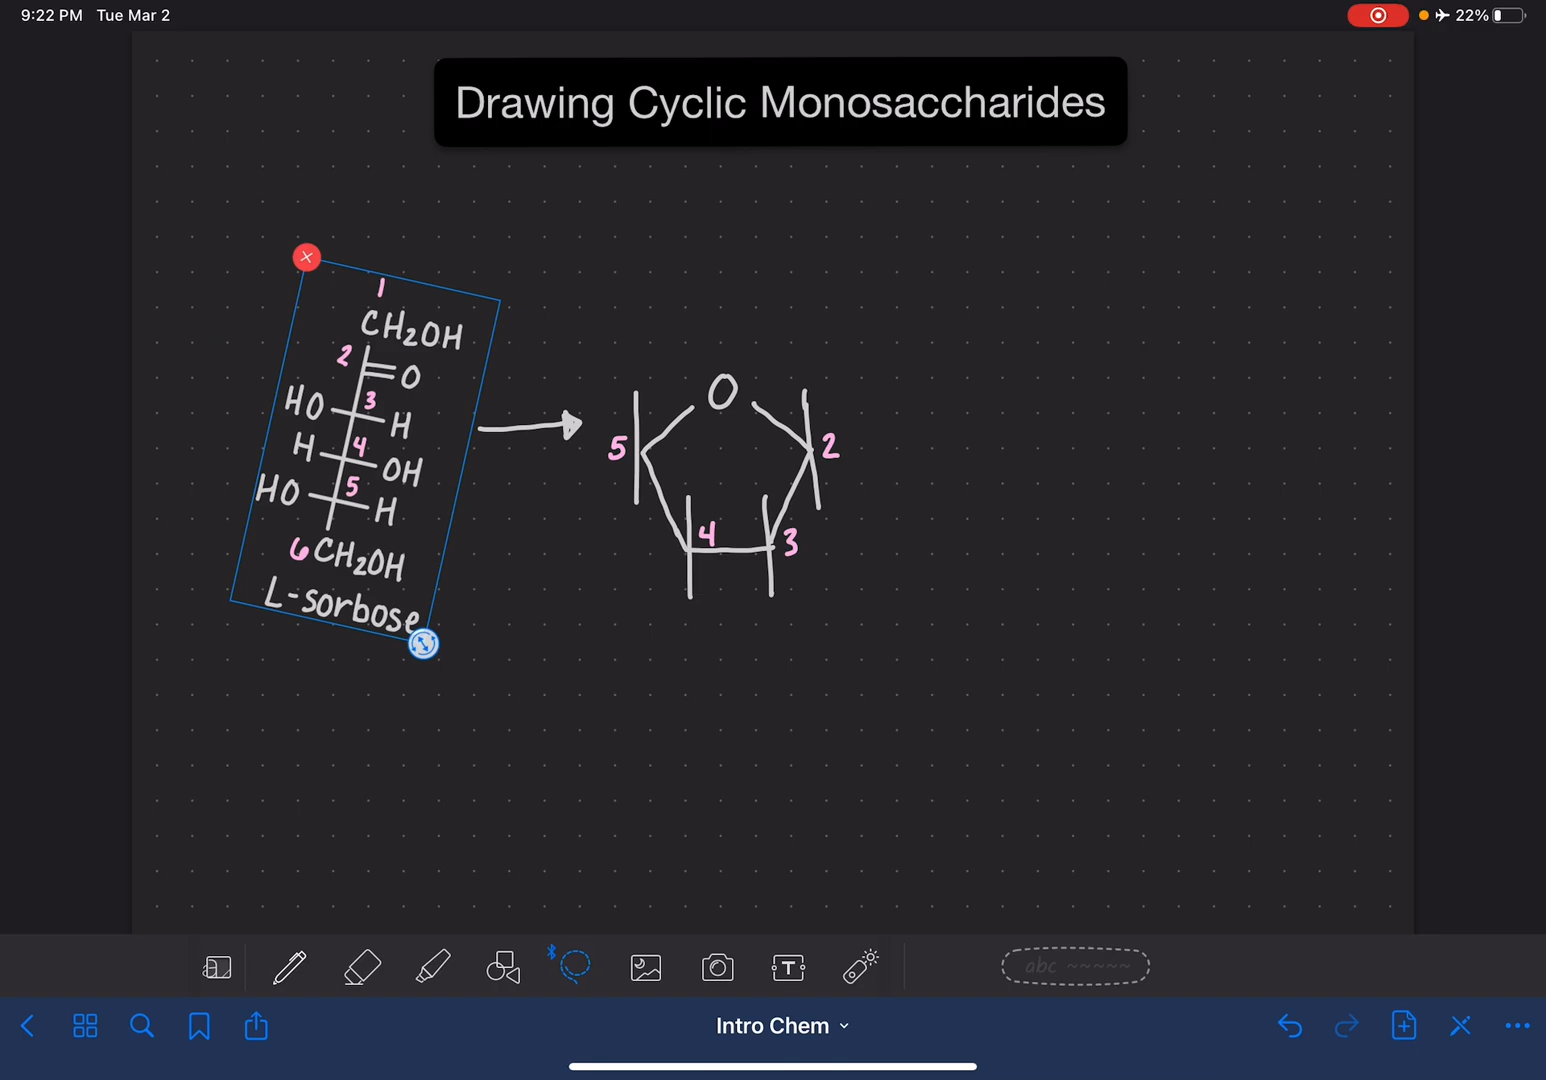 9:22 PM Tue Mar 2
22%
Drawing Cyclic Monosaccharides
1
CH2OH
2
O
HO 3 H
H 4 OH
HO 5 H
6 CH2OH
L-sorbose
O
5 2
4 3
abc
Intro Chem